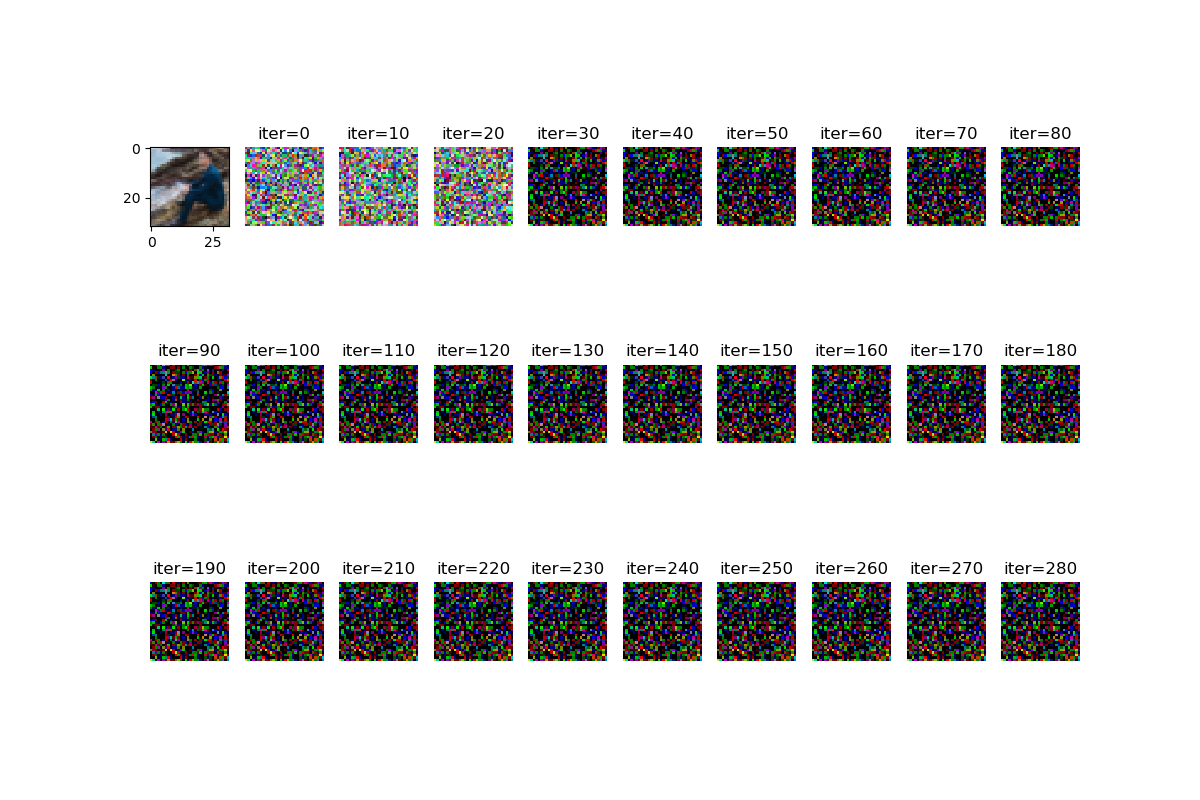 iter=0 iter=10 iter=20 iter=30 iter=40 iter=50 iter=60 iter=70 iter=80
0
20
0 25
iter=90 iter=100 iter=110 iter=120 iter=130 iter=140 iter=150 iter=160 iter=170 iter=180
iter=190 iter=200 iter=210 iter=220 iter=230 iter=240 iter=250 iter=260 iter=270 iter=280